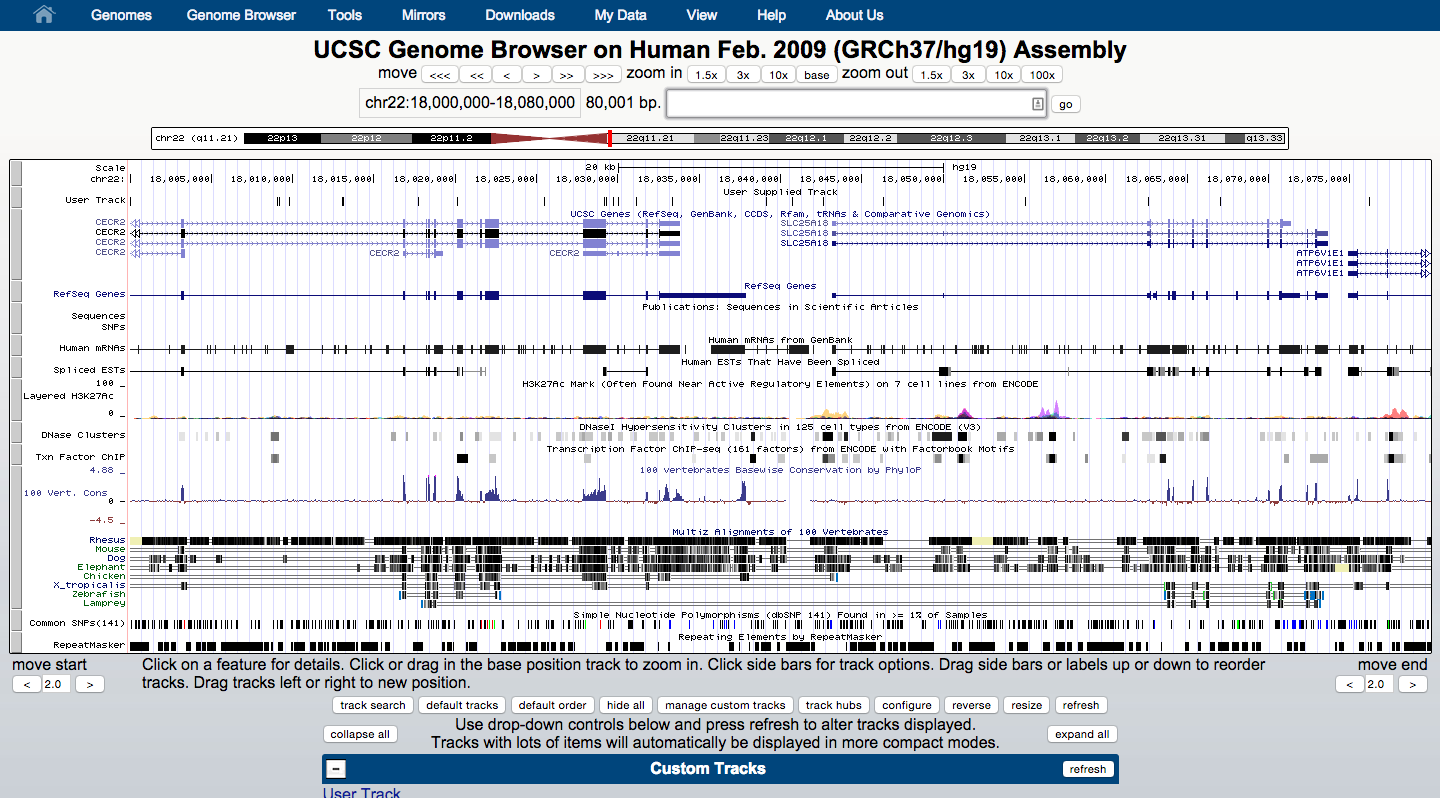 Genomes Genome Browser Tools Mirrors Downloads My Data View Help About Us
UCSC Genome Browser on Human Feb. 2009 (GRCh37/hg19) Assembly
move <<< << < > >> >>> zoom in 1.5x 3x 10x base zoom out 1.5x 3x 10x 100x
chr22:18,000,000-18,080,000 80,001 bp. go
chr22 (q11.21) 22p13 22p12 22p11.2 22q11.21 22q11.23 22q12.1 22q12.2 22q12.3 22q13.1 22q13.2 22q13.31 q13.33
Scale 20 kb hg19
chr22: 18,005,000 18,010,000 18,015,000 18,020,000 18,025,000 18,030,000 18,035,000 18,040,000 18,045,000 18,050,000 18,055,000 18,060,000 18,065,000 18,070,000 18,075,000
User Supplied Track
User Track
UCSC Genes (RefSeq, GenBank, CCDS, Rfam, tRNAs & Comparative Genomics)
CECR2 SLC25A18
CECR2 SLC25A18
CECR2 SLC25A18
CECR2 CECR2 CECR2 ATP6V1E1
ATP6V1E1
ATP6V1E1
RefSeq Genes
RefSeq Genes
Publications: Sequences in Scientific Articles
Sequences
SNPs
Human mRNAs from GenBank
Human mRNAs
Human ESTs That Have Been Spliced
Spliced ESTs
100 _
H3K27Ac Mark (Often Found Near Active Regulatory Elements) on 7 cell lines from ENCODE
Layered H3K27Ac
0 _
DNaseI Hypersensitivity Clusters in 125 cell types from ENCODE (V3)
DNase Clusters
Transcription Factor ChIP-seq (161 factors) from ENCODE with Factorbook Motifs
Txn Factor ChIP
4.88 _
100 vertebrates Basewise Conservation by PhyloP
100 Vert. Cons
0 _
-4.5 _
Multiz Alignments of 100 Vertebrates
Rhesus
Mouse
Dog
Elephant
Chicken
X_tropicalis
Zebrafish
Lamprey
Simple Nucleotide Polymorphisms (dbSNP 141) Found in >= 1% of Samples
Common SNPs(141)
Repeating Elements by RepeatMasker
RepeatMasker
move start Click on a feature for details. Click or drag in the base position track to zoom in. Click side bars for track options. Drag side bars or labels up or down to reorder move end
< 2.0 > tracks. Drag tracks left or right to new position. < 2.0 >
track search default tracks default order hide all manage custom tracks track hubs configure reverse resize refresh
collapse all Use drop-down controls below and press refresh to alter tracks displayed. expand all
Tracks with lots of items will automatically be displayed in more compact modes.
- Custom Tracks refresh
User Track